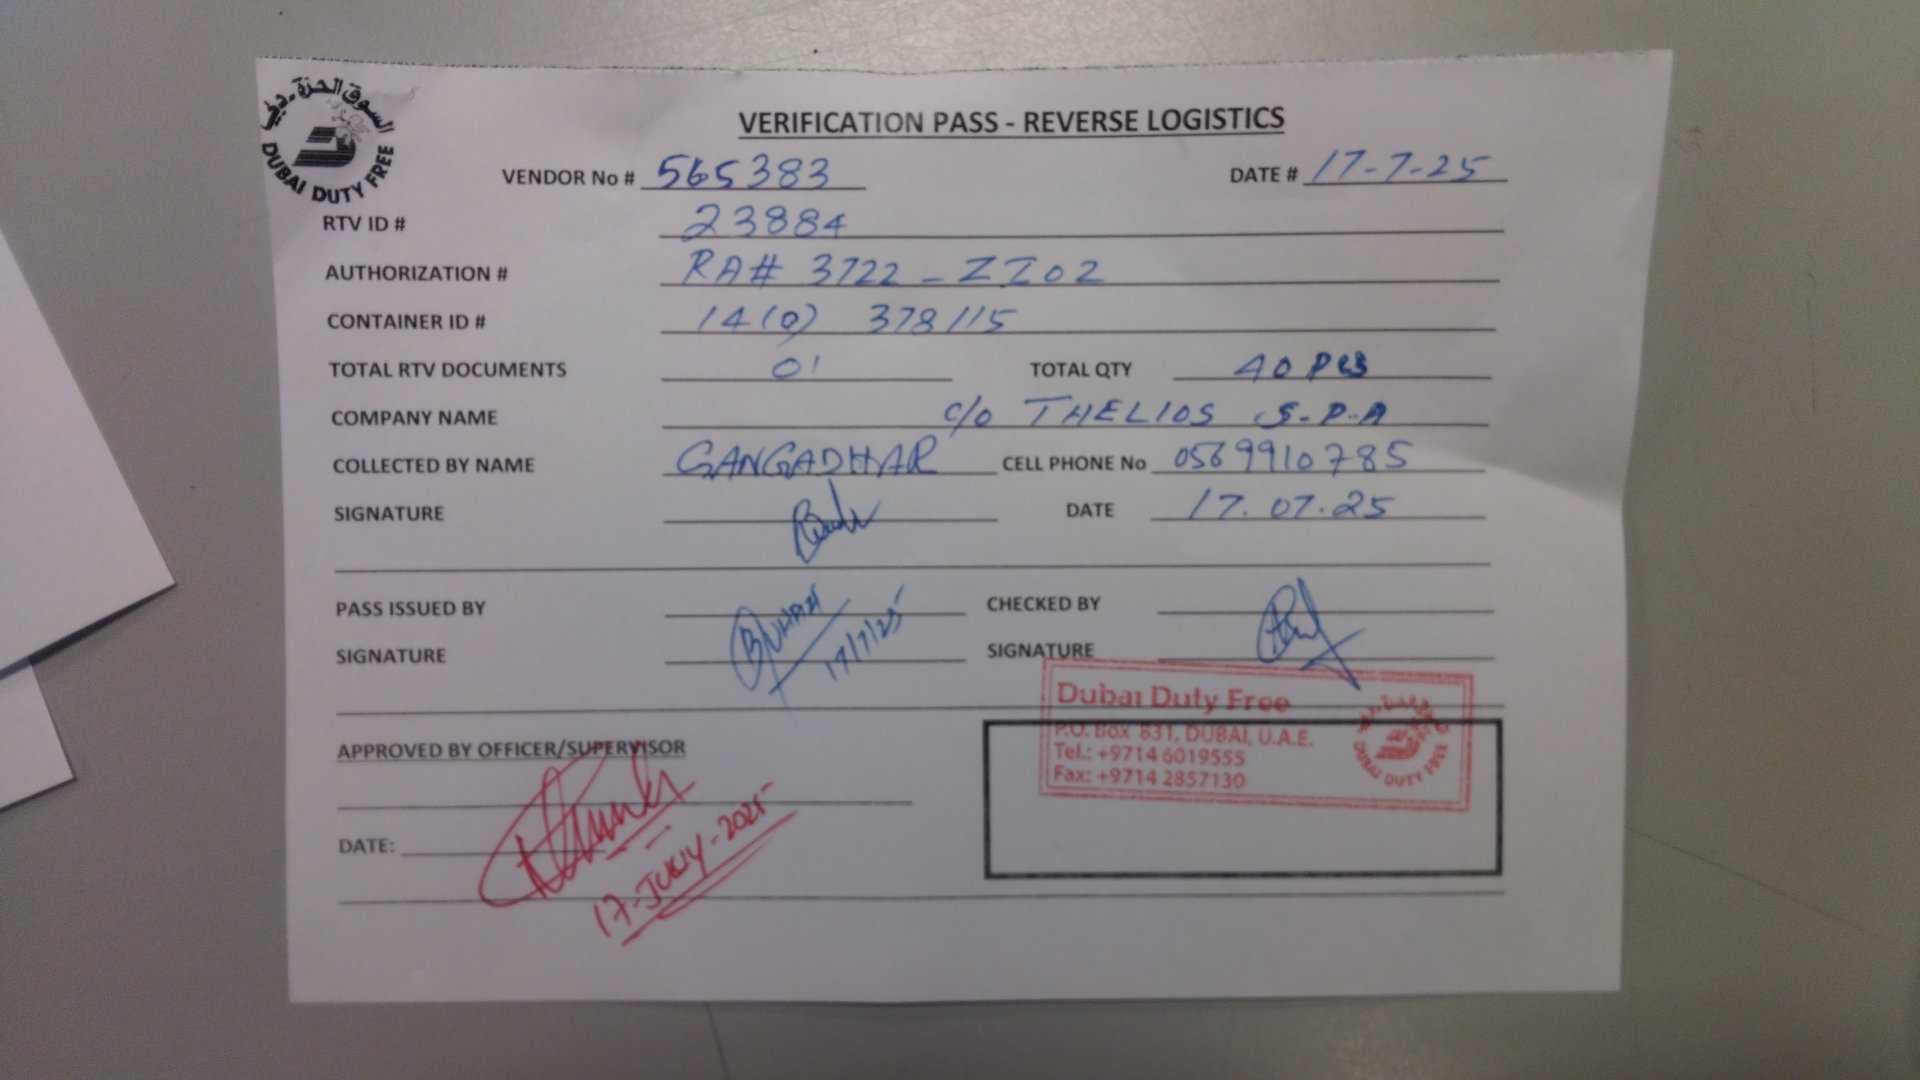 السوق الحرة - دبي
DUBAI DUTY FREE
VERIFICATION PASS - REVERSE LOGISTICS
VENDOR No # 565383 DATE # 17-7-25
RTV ID # 23884
AUTHORIZATION # RA# 3722 - ZI02
CONTAINER ID # 14(0) 378115
TOTAL RTV DOCUMENTS 01 TOTAL QTY 40 PCS
COMPANY NAME C/O THELIOS S.P.A
COLLECTED BY NAME GANGADHAR CELL PHONE No 0569910785
SIGNATURE DATE 17.07.25
PASS ISSUED BY CHECKED BY
SIGNATURE 17/7/25 SIGNATURE
Dubai Duty Free
P.O. Box 831, DUBAI, U.A.E.
Tel.: +9714 6019555
Fax: +9714 2857130
DUBAI DUTY FREE
APPROVED BY OFFICER/SUPERVISOR
DATE: 17-JULY-2025